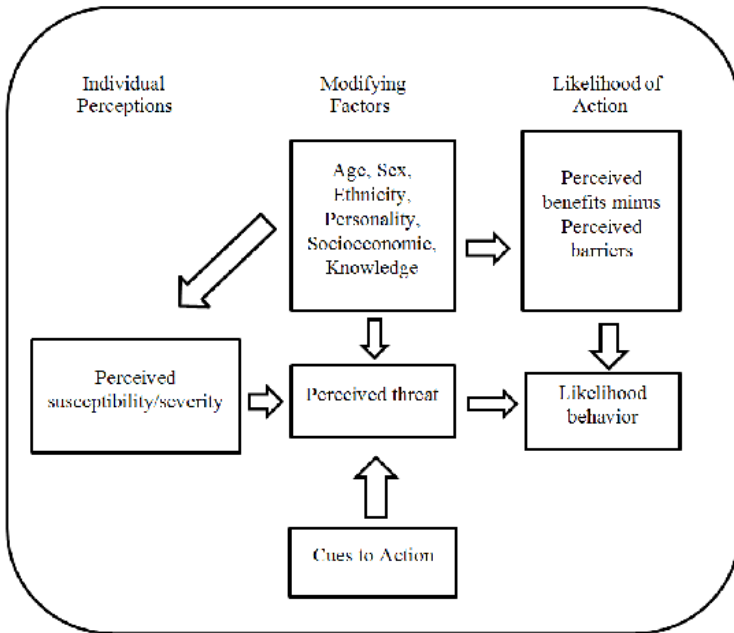 Individual
Perceptions
Modifying
Factors
Likelihood of
Action
Age, Sex,
Ethnicity,
Personality,
Socioeconomic,
Knowledge
Perceived
benefits minus
Perceived
barriers
Perceived
susceptibility/severity
Perceived threat
Likelihood
behavior
Cues to Action